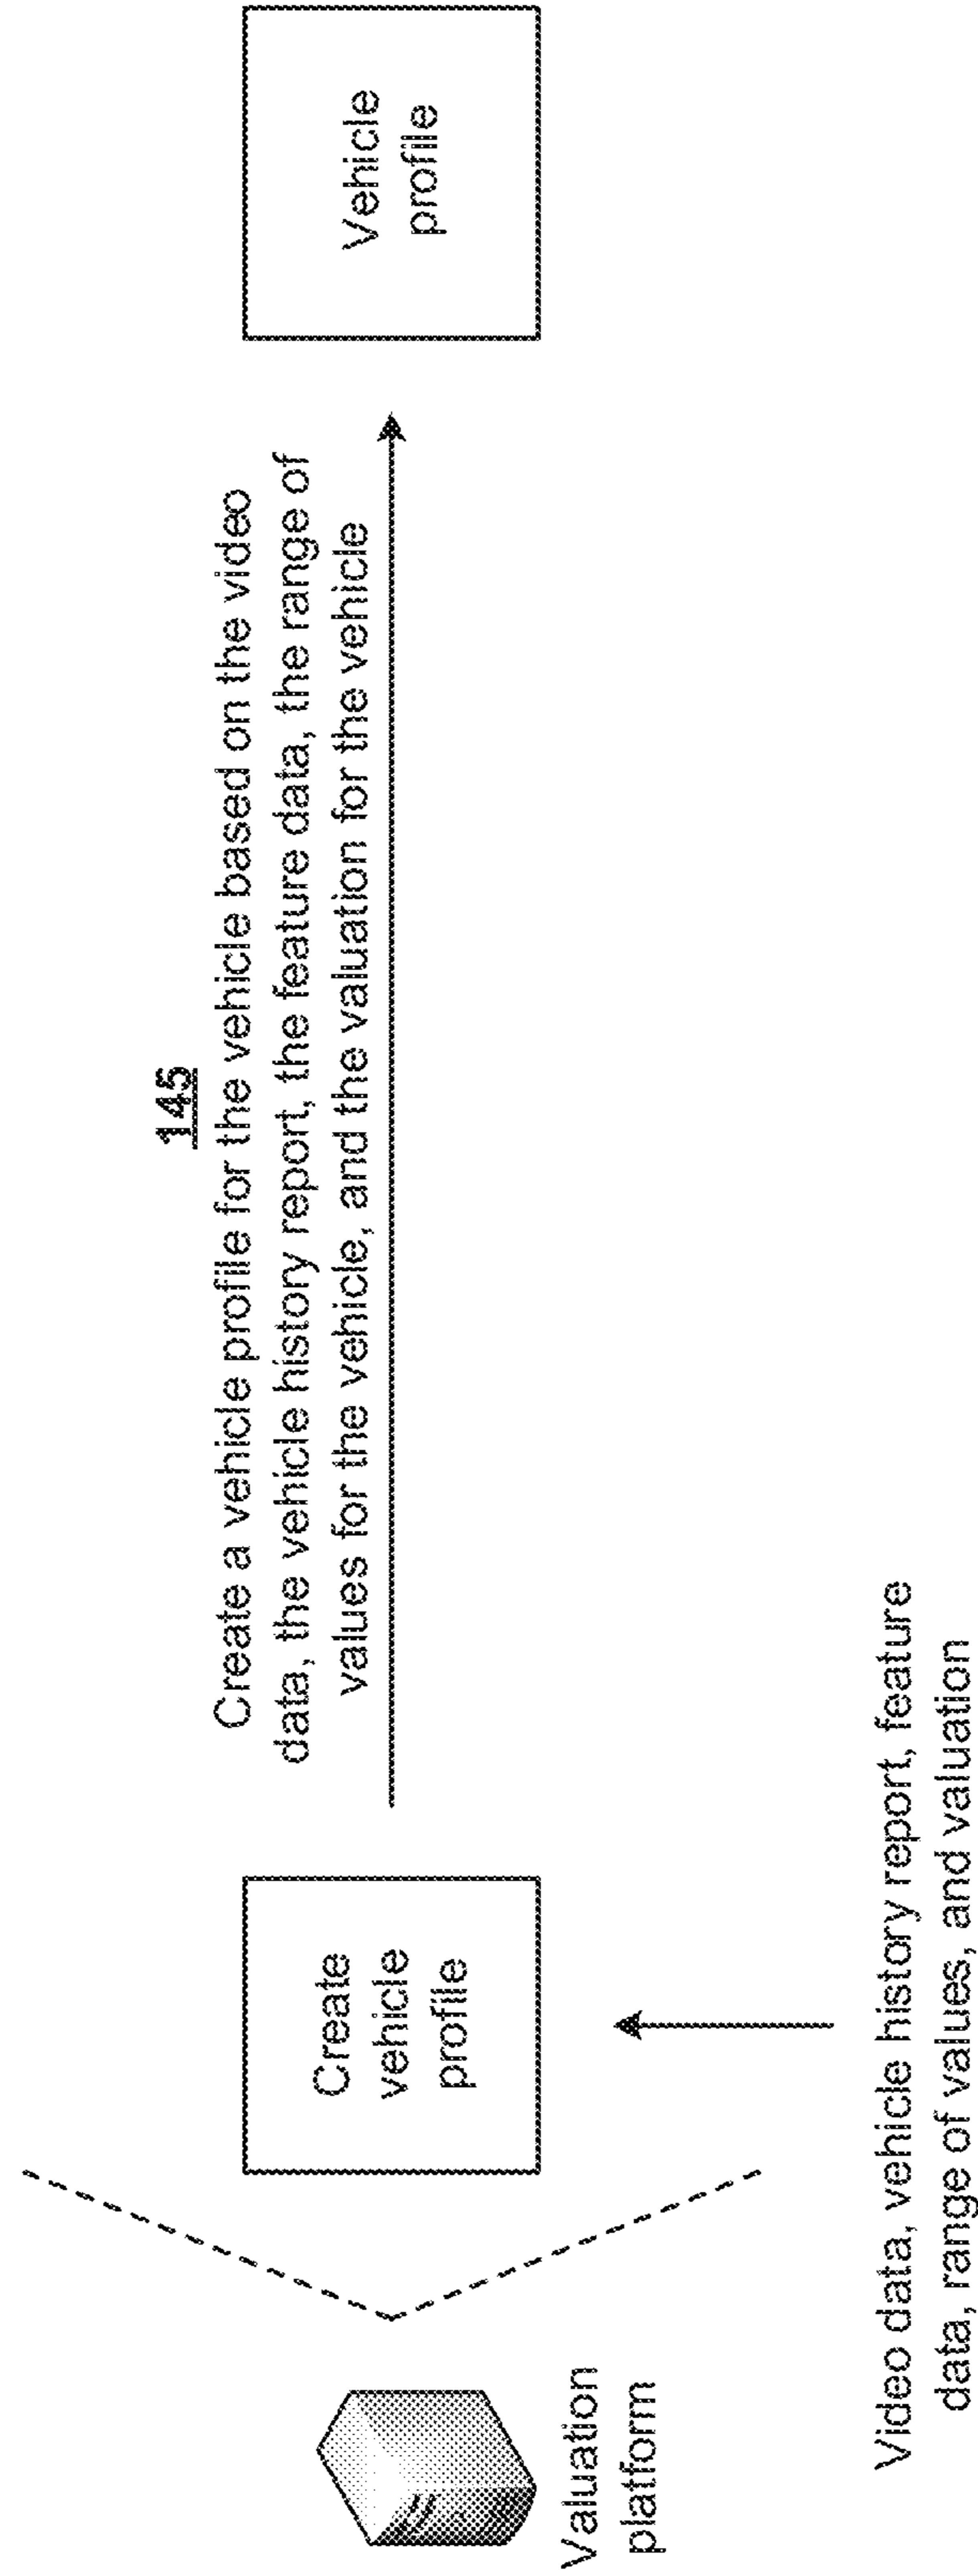 145
Create a vehicle profile for the vehicle based on the video
data, the vehicle history report, the feature data, the range of
values for the vehicle, and the valuation for the vehicle
Valuation
platform
Create
vehicle
profile
Vehicle
profile
Video data, vehicle history report, feature
data, range of values, and valuation